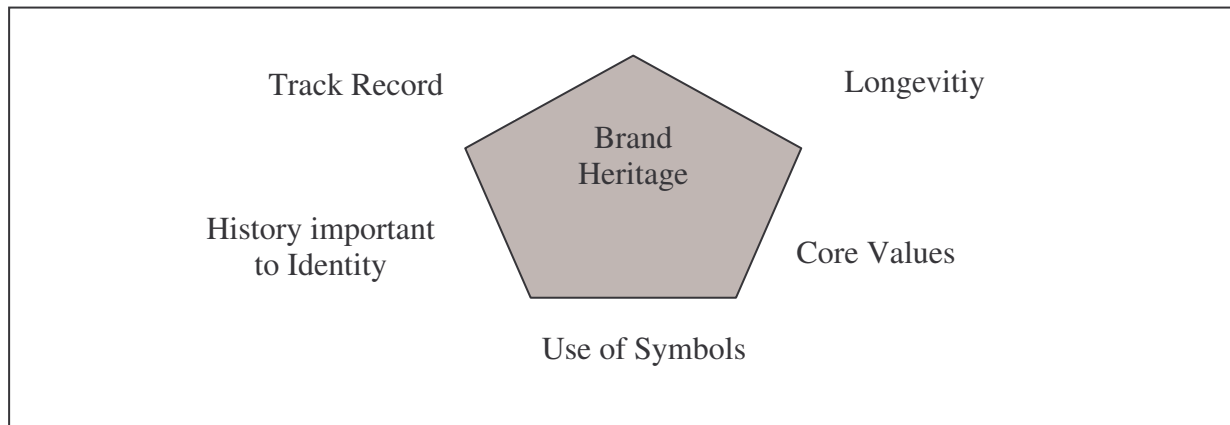 Track Record
Longevitiy
Brand
Heritage
History important
to Identity
Core Values
Use of Symbols